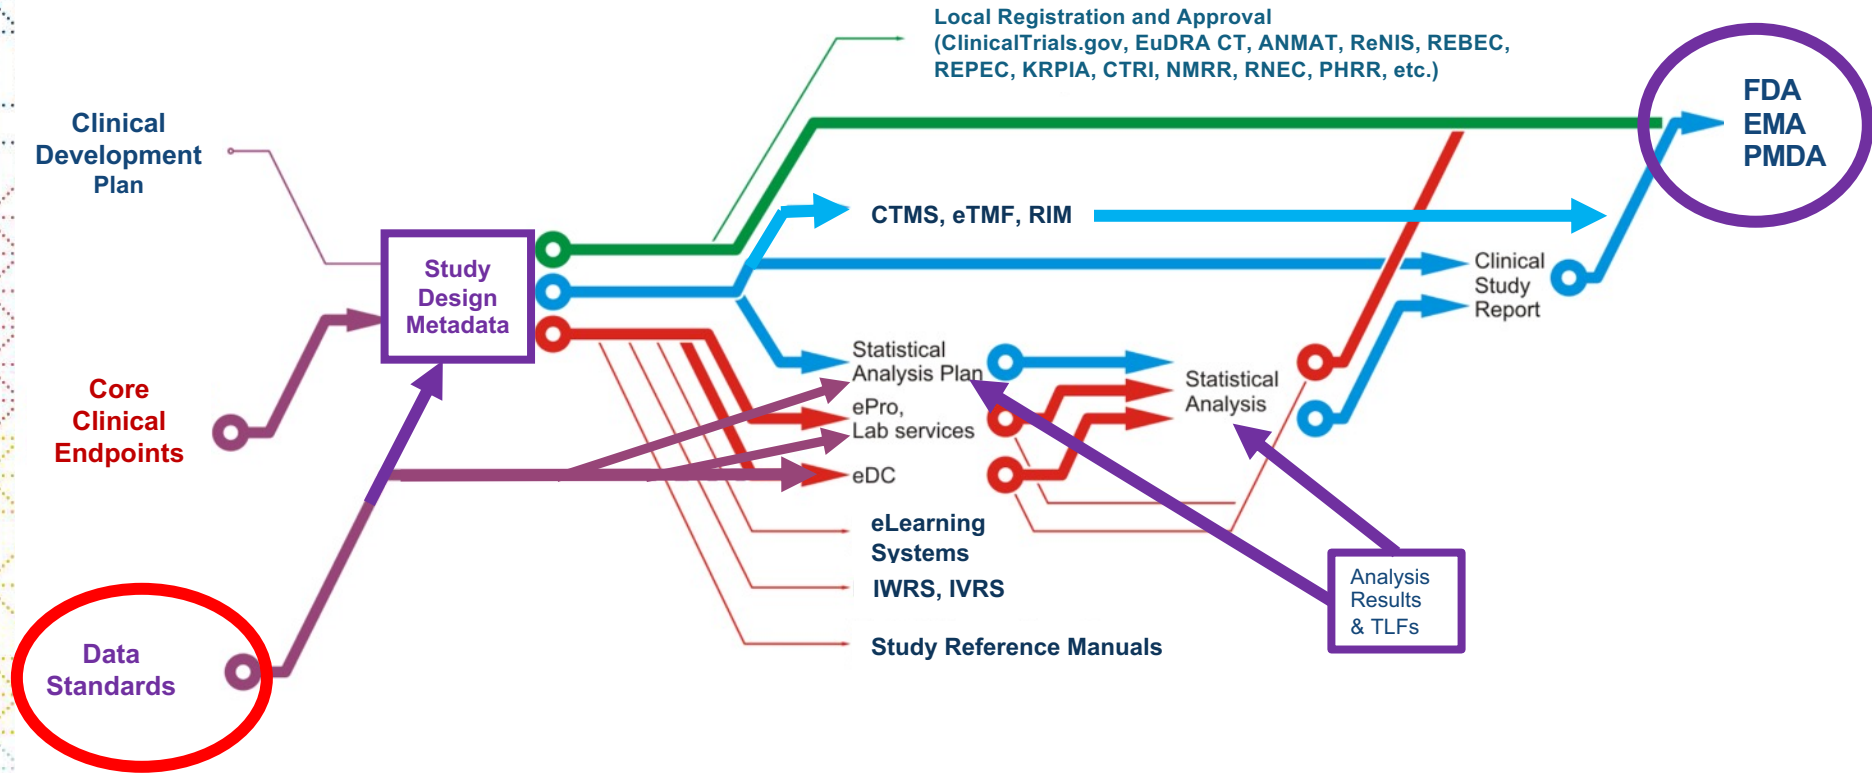 Local Registration and Approval
(ClinicalTrials.gov, EuDRA CT, ANMAT, ReNIS, REBEC,
REPEC, KRPIA, CTRI, NMRR, RNEC, PHRR, etc.)
FDA
EMA
PMDA
Clinical
Development
Plan
CTMS, eTMF, RIM
Study
Design
Metadata
Clinical
Study
Report
Core
Clinical
Endpoints
Statistical
Analysis Plan
ePro,
Lab services
eDC
Statistical
Analysis
eLearning
Systems
IWRS, IVRS
Study Reference Manuals
Analysis
Results
& TLFs
Data
Standards